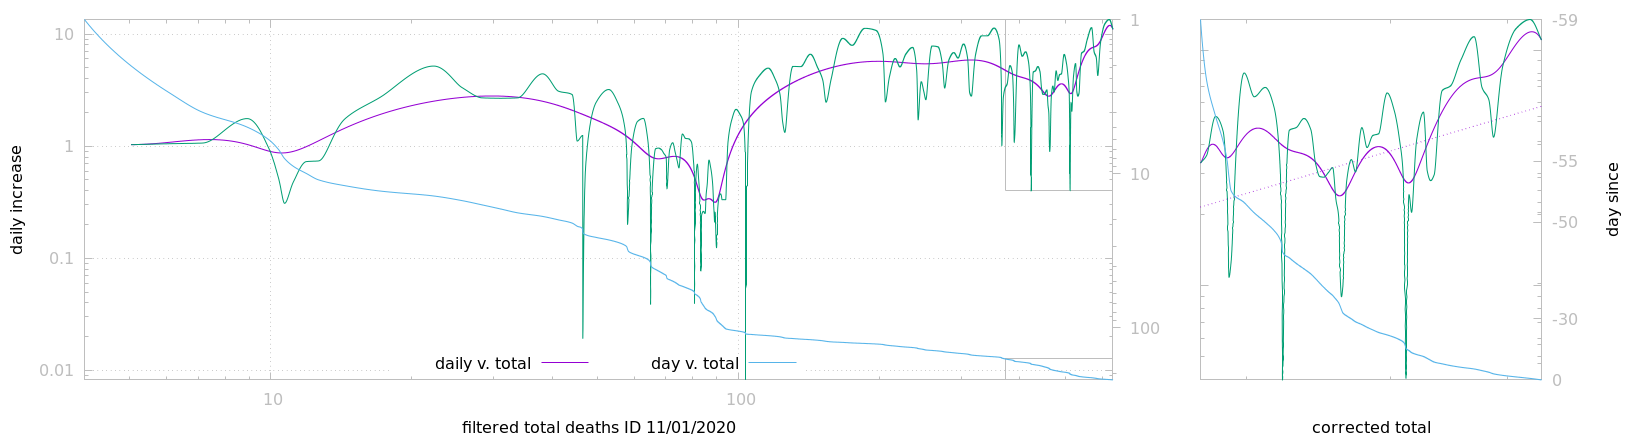 daily increase
10
1
0.1
0.01
10
100
filtered total deaths ID 11/01/2020
daily v. total
day v. total
1
10
100
-59
-55
-50
-30
0
day since
corrected total